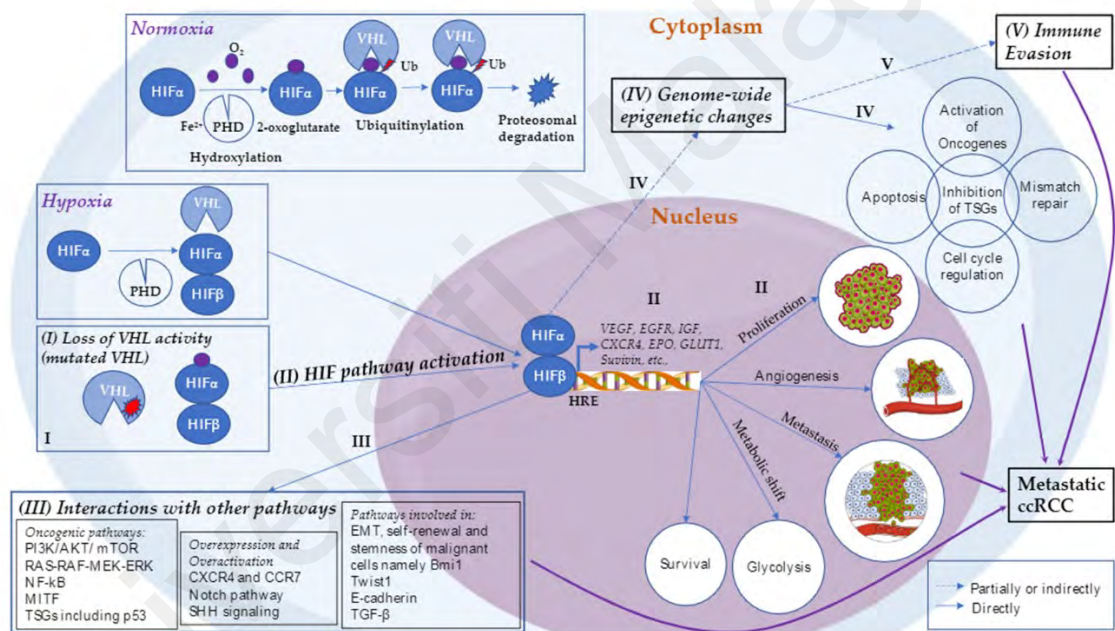 Normoxia
O2
VHL
VHL
Ub
Ub
HIFα
HIFα
HIFα
HIFα
Fe2+
PHD
2-oxoglutarate
Ubiquitinylation
Proteosomal
degradation
Hydroxylation
Cytoplasm
(V) Immune
Evasion
V
(IV) Genome-wide
epigenetic changes
IV
IV
Activation
of
Oncogenes
Apoptosis
Inhibition
of TSGs
Mismatch
repair
Cell cycle
regulation
Hypoxia
VHL
HIFα
HIFα
PHD
HIFβ
Nucleus
(I) Loss of VHL activity
(mutated VHL)
VHL
HIFα
HIFβ
I
(II) HIF pathway activation
HIFα
HIFβ
HRE
II
VEGF, EGFR, IGF,
CXCR4, EPO, GLUT1,
Suvivin, etc.,
II
Proliferation
Angiogenesis
Metastasis
Metabolic shift
Survival
Glycolysis
III
(III) Interactions with other pathways
Oncogenic pathways:
PI3K/AKT/ mTOR
RAS-RAF-MEK-ERK
NF-kB
MITF
TSGs including p53
Overexpression and
Overactivation
CXCR4 and CCR7
Notch pathway
SHH signaling
Pathways involved in:
EMT, self-renewal and
stemness of malignant
cells namely Bmi1
Twist1
E-cadherin
TGF-β
Metastatic
ccRCC
Partially or indirectly
Directly